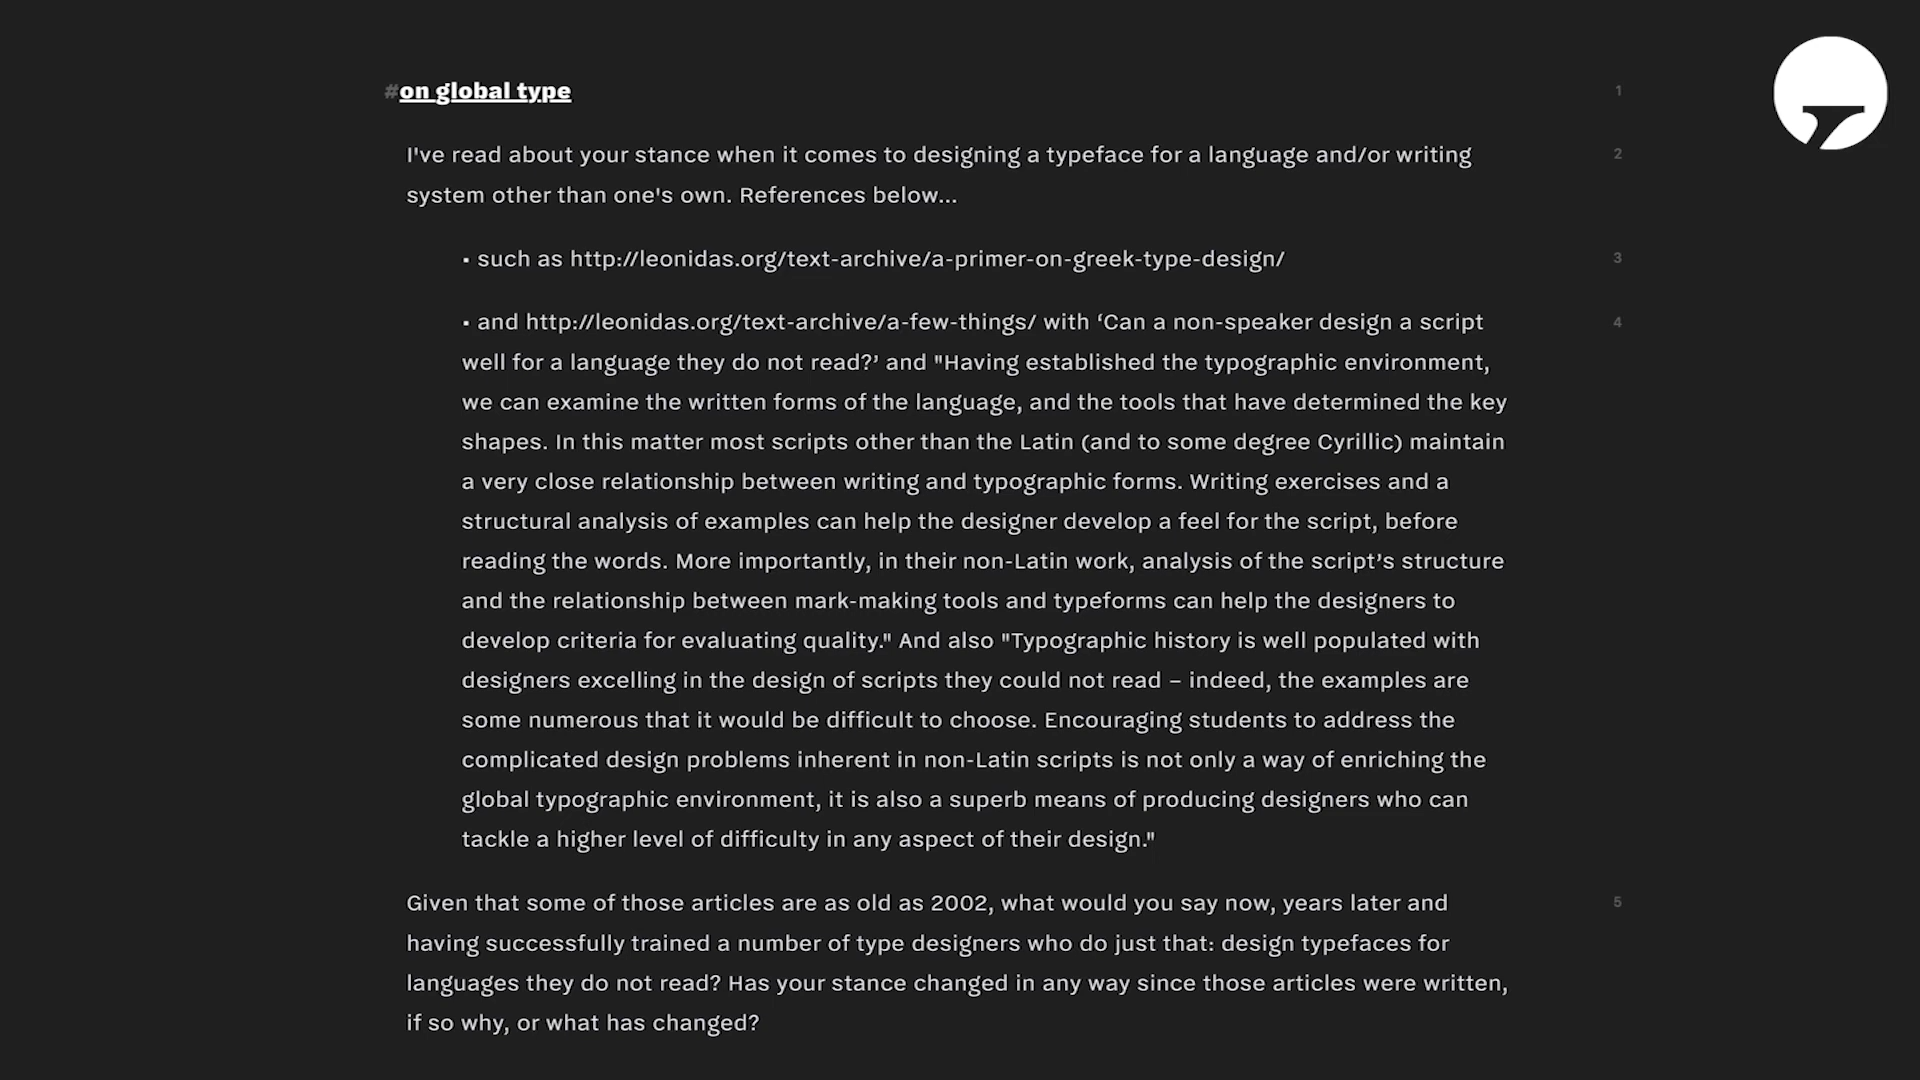 #on global type 1
I've read about your stance when it comes to designing a typeface for a language and/or writing 2
system other than one's own. References below...
• such as http://leonidas.org/text-archive/a-primer-on-greek-type-design/ 3
• and http://leonidas.org/text-archive/a-few-things/ with ‘Can a non-speaker design a script 4
well for a language they do not read?’ and "Having established the typographic environment,
we can examine the written forms of the language, and the tools that have determined the key
shapes. In this matter most scripts other than the Latin (and to some degree Cyrillic) maintain
a very close relationship between writing and typographic forms. Writing exercises and a
structural analysis of examples can help the designer develop a feel for the script, before
reading the words. More importantly, in their non-Latin work, analysis of the script’s structure
and the relationship between mark-making tools and typeforms can help the designers to
develop criteria for evaluating quality." And also "Typographic history is well populated with
designers excelling in the design of scripts they could not read – indeed, the examples are
some numerous that it would be difficult to choose. Encouraging students to address the
complicated design problems inherent in non-Latin scripts is not only a way of enriching the
global typographic environment, it is also a superb means of producing designers who can
tackle a higher level of difficulty in any aspect of their design."
Given that some of those articles are as old as 2002, what would you say now, years later and 5
having successfully trained a number of type designers who do just that: design typefaces for
languages they do not read? Has your stance changed in any way since those articles were written,
if so why, or what has changed?